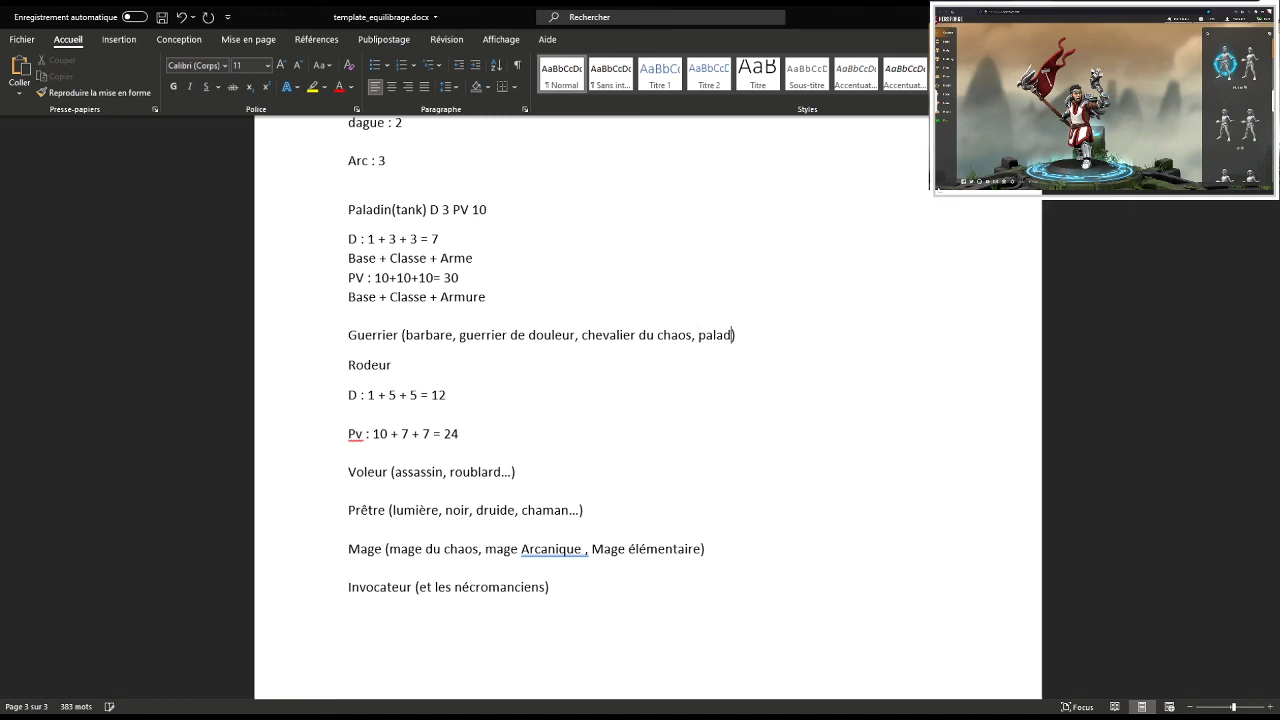 Enregistrement automatique
template_equilibrage.docx
Rechercher
Fichier Accueil Insertion Conception Mise en page Références Publipostage Révision Affichage Aide
Coller
Couper
Copier
Reproduire la mise en forme
Presse-papiers
Calibri (Corps) 11
Police
Paragraphe
AaBbCcDc AaBbCcDc AaBbCc AaBbCcD AaB AaBbCcD AaBbCcDc AaBbCcDc
¶ Normal ¶ Sans int... Titre 1 Titre 2 Titre Sous-titre Accentuat... Accentuat...
Styles
HEROFORGE
dague : 2
Arc : 3
Paladin(tank) D 3 PV 10
D : 1 + 3 + 3 = 7
Base + Classe + Arme
PV : 10+10+10= 30
Base + Classe + Armure
Guerrier (barbare, guerrier de douleur, chevalier du chaos, palad)
Rodeur
D : 1 + 5 + 5 = 12
Pv : 10 + 7 + 7 = 24
Voleur (assassin, roublard…)
Prêtre (lumière, noir, druide, chaman…)
Mage (mage du chaos, mage Arcanique , Mage élémentaire)
Invocateur (et les nécromanciens)
Page 3 sur 3 383 mots
Focus